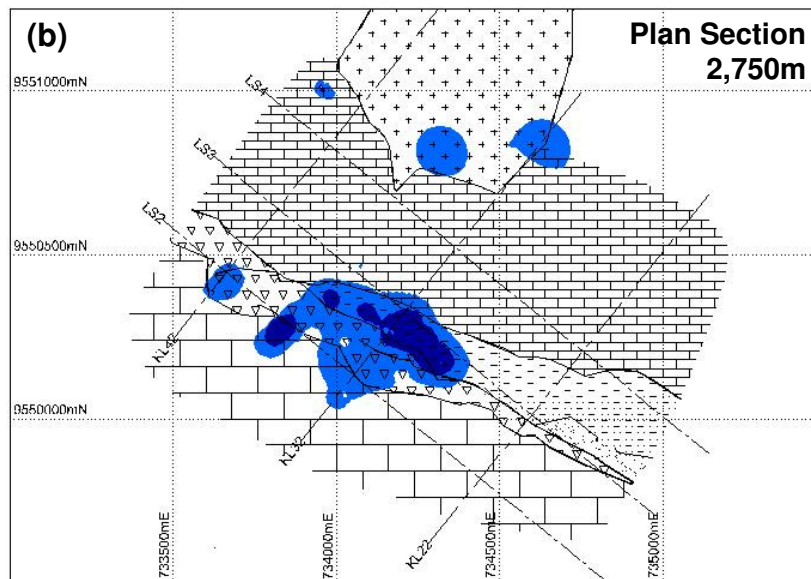 (b)
Plan Section
2,750m
9551000mN
LS4
LS3
9550500mN
LS2
KL42
9550000mN
KL32
KL22
733500mE
734000mE
734500mE
735000mE